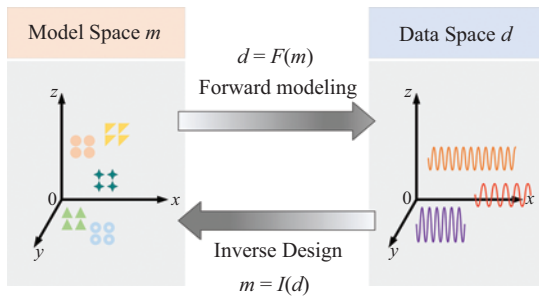 Model Space m
d = F(m)
Forward modeling
Data Space d
z
0
x
y
z
0
x
y
Inverse Design
m = I(d)